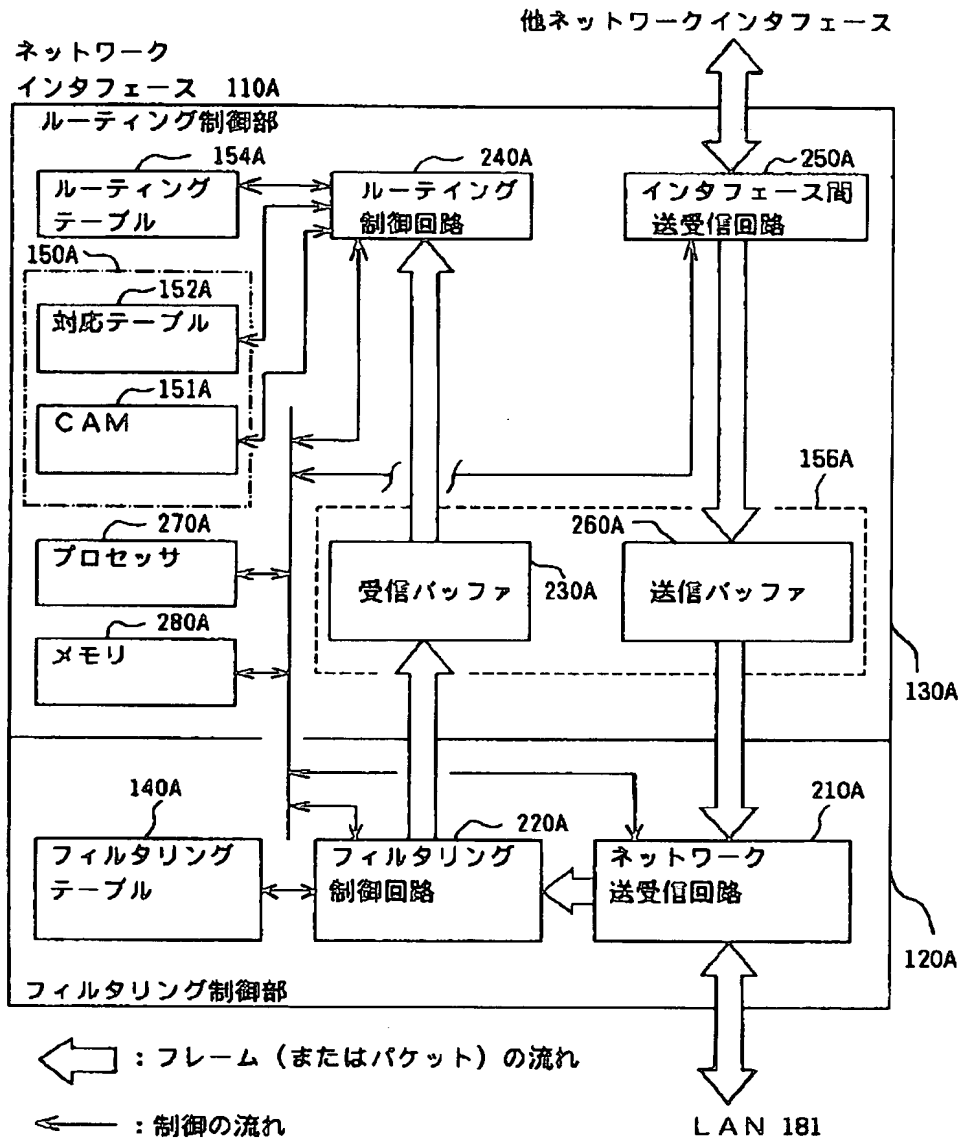 他ネットワークインタフェース
ネットワーク
インタフェース 110A
ルーティング制御部
154A
ルーティング
テーブル
240A
ルーテイング
制御回路
250A
インタフェース間
送受信回路
150A
152A
対応テーブル
151A
CAM
156A
270A
プロセッサ
260A
受信バッファ
230A
送信バッファ
280A
メモリ
130A
140A
フィルタリング
テーブル
220A
フィルタリング
制御回路
210A
ネットワーク
送受信回路
120A
フィルタリング制御部
:フレーム(またはパケット)の流れ
:制御の流れ
LAN 181